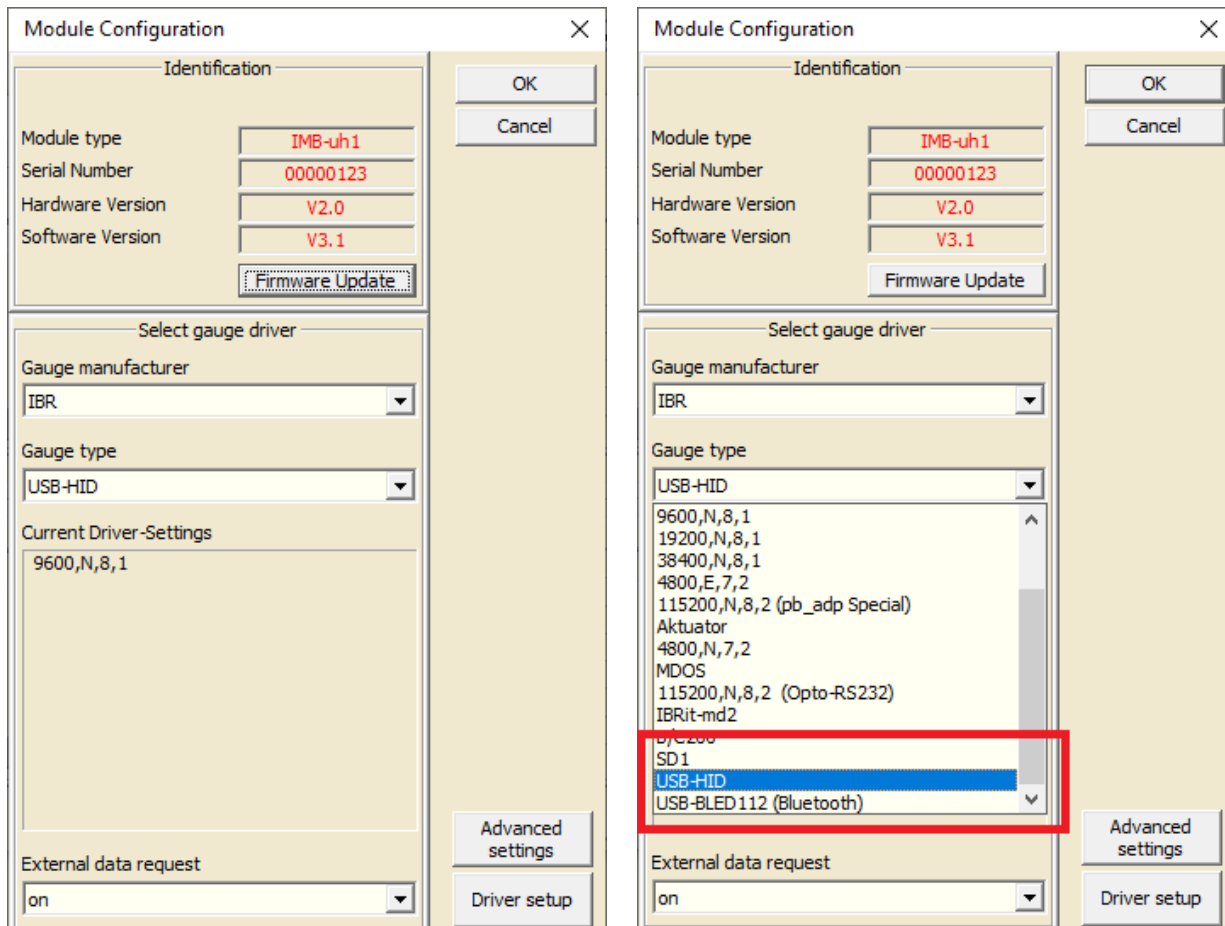 Module Configuration
Identification
OK
Cancel
Module type
IMB-uh1
Serial Number
00000123
Hardware Version
V2.0
Software Version
V3.1
Firmware Update
Select gauge driver
Gauge manufacturer
IBR
Gauge type
USB-HID
Current Driver-Settings
9600,N,8,1
Advanced settings
External data request
on
Driver setup
Module Configuration
Identification
OK
Cancel
Module type
IMB-uh1
Serial Number
00000123
Hardware Version
V2.0
Software Version
V3.1
Firmware Update
Select gauge driver
Gauge manufacturer
IBR
Gauge type
USB-HID
9600,N,8,1
19200,N,8,1
38400,N,8,1
4800,E,7,2
115200,N,8,2 (pb_adp Special)
Aktuator
4800,N,7,2
MDOS
115200,N,8,2  (Opto-RS232)
IBRit-md2
SD1
USB-HID
USB-BLED112 (Bluetooth)
Advanced
settings
External data request
on
Driver setup